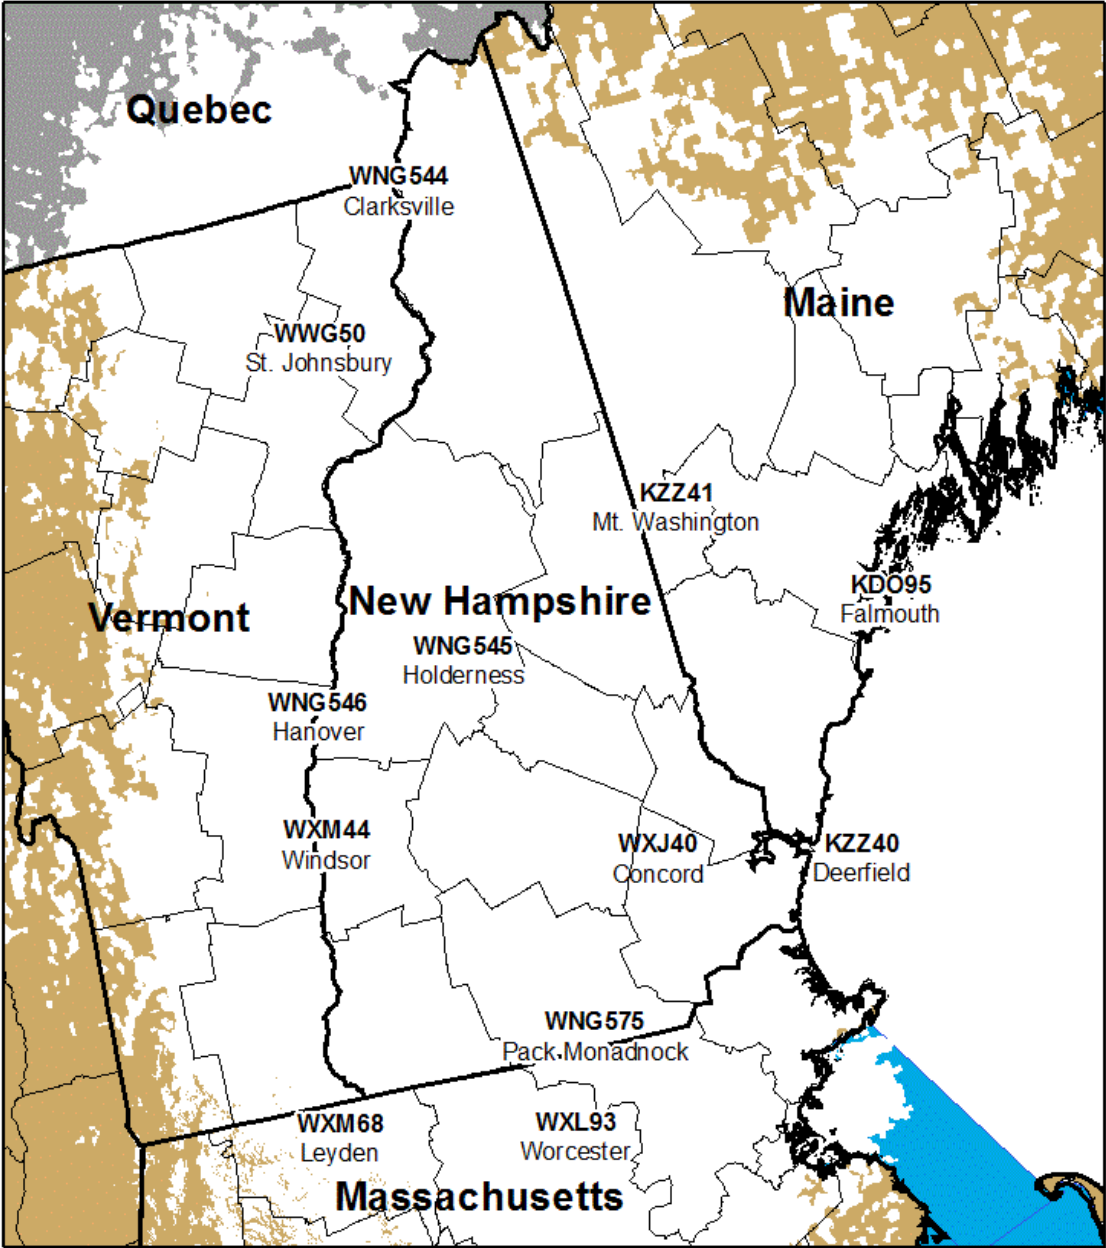 Quebec
WNG544
Clarksville
Maine
WWG50
St. Johnsbury
KZZ41
Mt. Washington
KDO95
Falmouth
New Hampshire
Vermont
WNG545
Holderness
WNG546
Hanover
WXM44
Windsor
WXJ40
Concord
KZZ40
Deerfield
WNG575
Pack Monadnock
WXM68
Leyden
WXL93
Worcester
Massachusetts